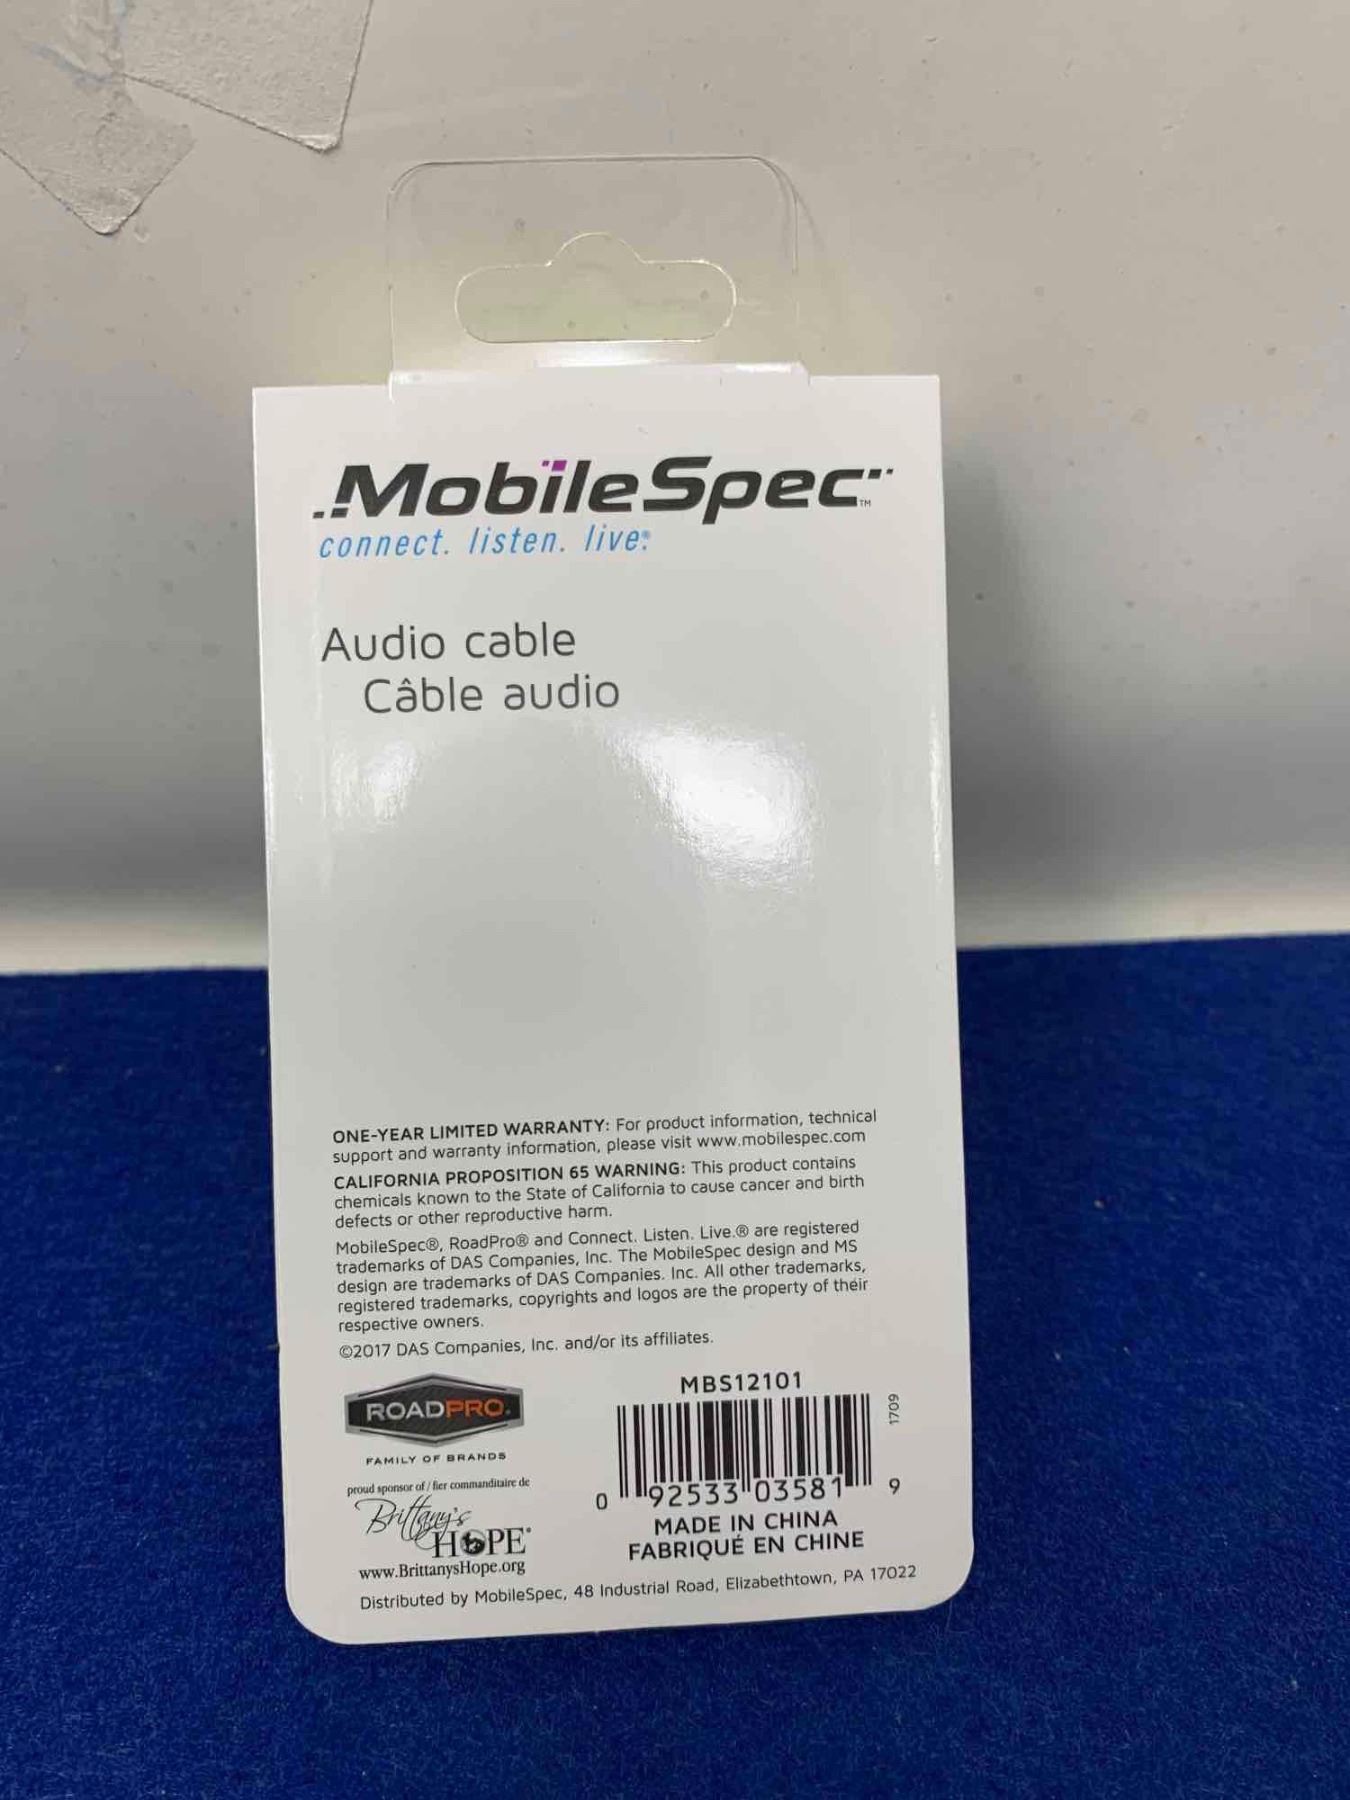 MobileSpec™
connect. listen. live.®
Audio cable
Câble audio
ONE-YEAR LIMITED WARRANTY: For product information, technical
support and warranty information, please visit www.mobilespec.com
CALIFORNIA PROPOSITION 65 WARNING: This product contains
chemicals known to the State of California to cause cancer and birth
defects or other reproductive harm.
MobileSpec®, RoadPro® and Connect. Listen. Live.® are registered
trademarks of DAS Companies, Inc. The MobileSpec design and MS
design are trademarks of DAS Companies. Inc. All other trademarks,
registered trademarks, copyrights and logos are the property of their
respective owners.
©2017 DAS Companies, Inc. and/or its affiliates.
ROADPRO®
FAMILY OF BRANDS
proud sponsor of / fier commanditaire de
Brittany's
HOPE
www.BrittanysHope.org
MBS12101
1709
0 92533 03581 9
MADE IN CHINA
FABRIQUÉ EN CHINE
Distributed by MobileSpec, 48 Industrial Road, Elizabethtown, PA 17022